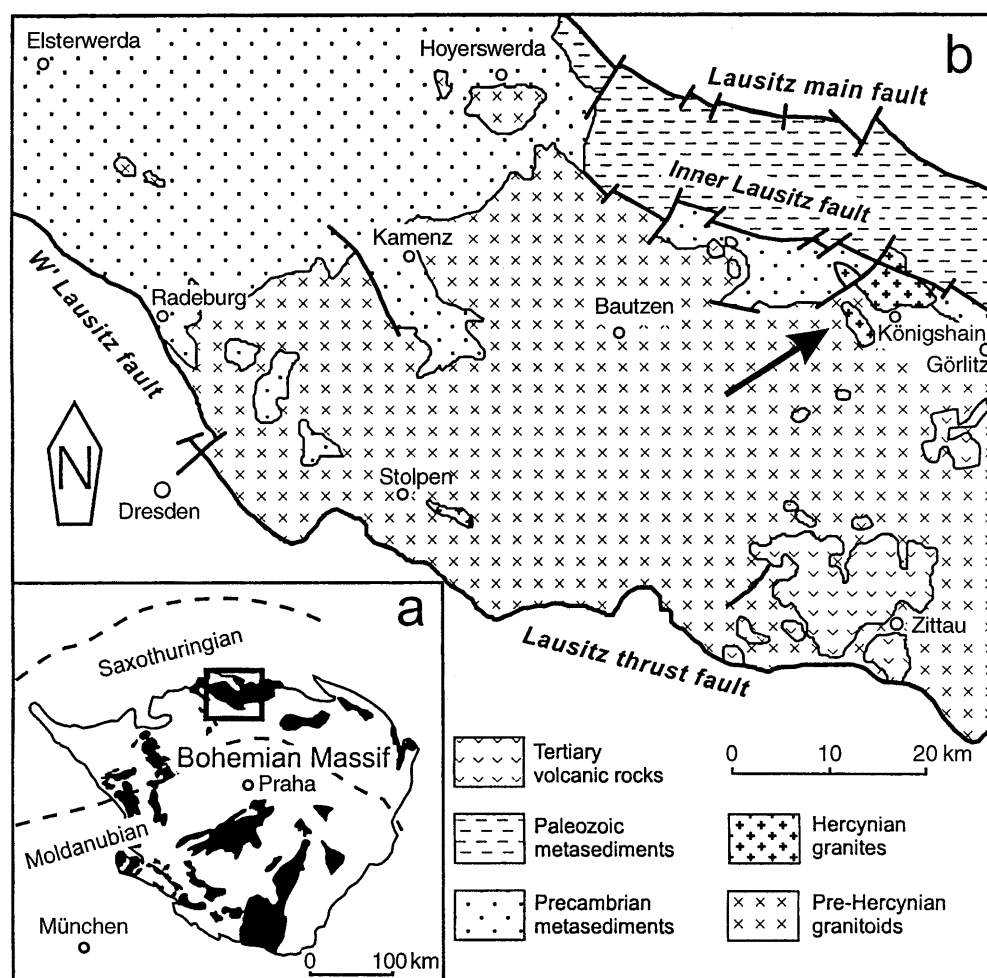 b
Elsterwerda
Hoyerswerda
Lausitz main fault
Inner Lausitz fault
Kamenz
W' Lausitz fault
Radeburg
Bautzen
Königshain
Görlitz
N
Dresden
Stolpen
Zittau
Lausitz thrust fault
a
Saxothuringian
Bohemian Massif
Praha
Moldanubian
München
0 100 km
Tertiary
volcanic rocks
0 10 20 km
Paleozoic
metasediments
Hercynian
granites
Precambrian
metasediments
Pre-Hercynian
granitoids